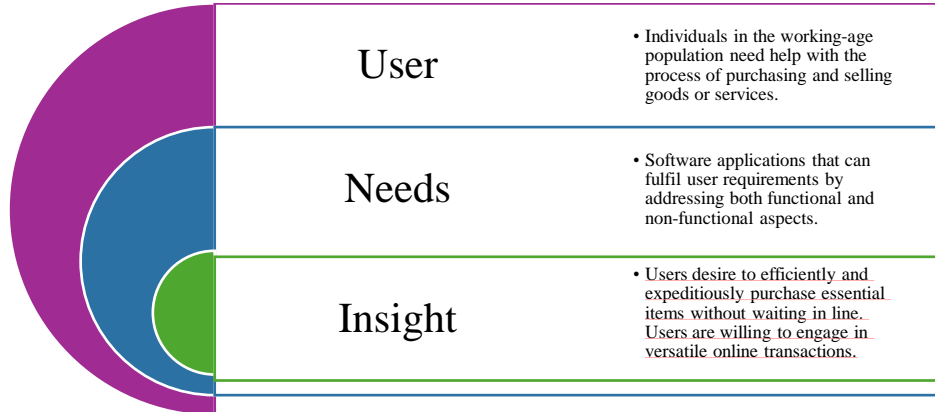 User
• Individuals in the working-age
population need help with the
process of purchasing and selling
goods or services.
Needs
• Software applications that can
fulfil user requirements by
addressing both functional and
non-functional aspects.
Insight
• Users desire to efficiently and
expeditiously purchase essential
items without waiting in line.
Users are willing to engage in
versatile online transactions.